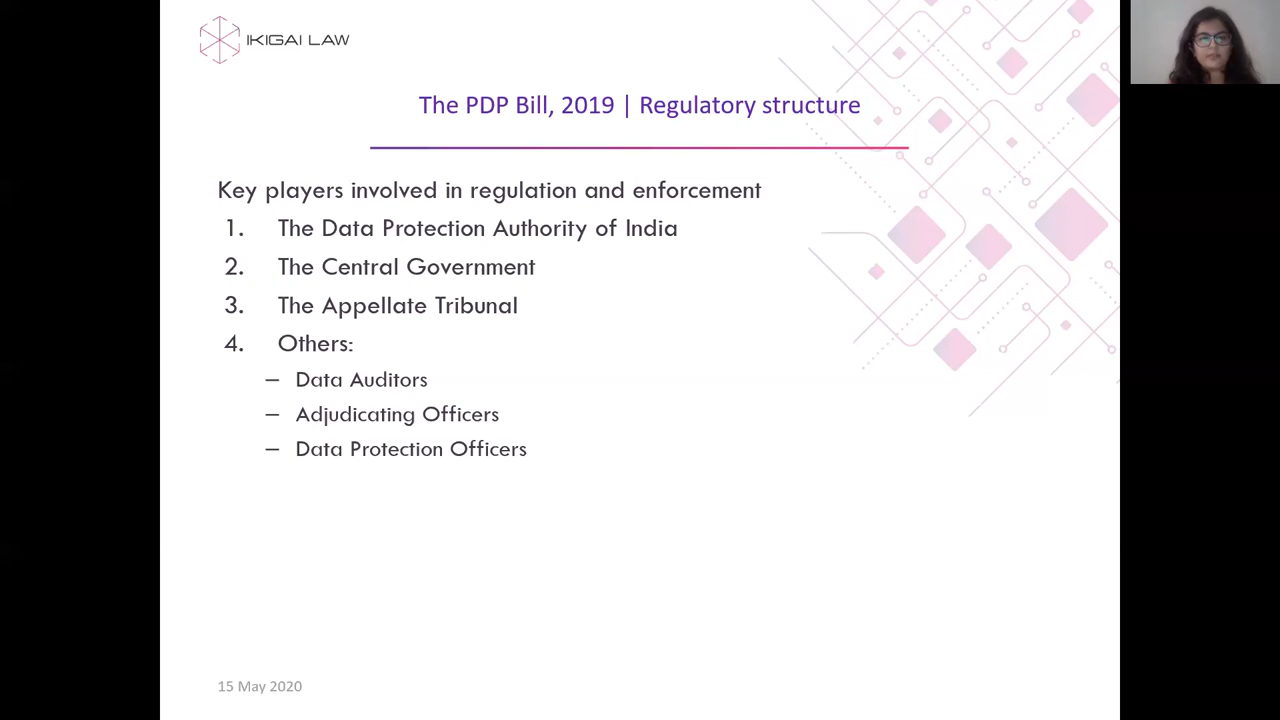 IKIGAI LAW
The PDP Bill, 2019 | Regulatory structure
Key players involved in regulation and enforcement
1. The Data Protection Authority of India
2. The Central Government
3. The Appellate Tribunal
4. Others:
– Data Auditors
– Adjudicating Officers
– Data Protection Officers
15 May 2020